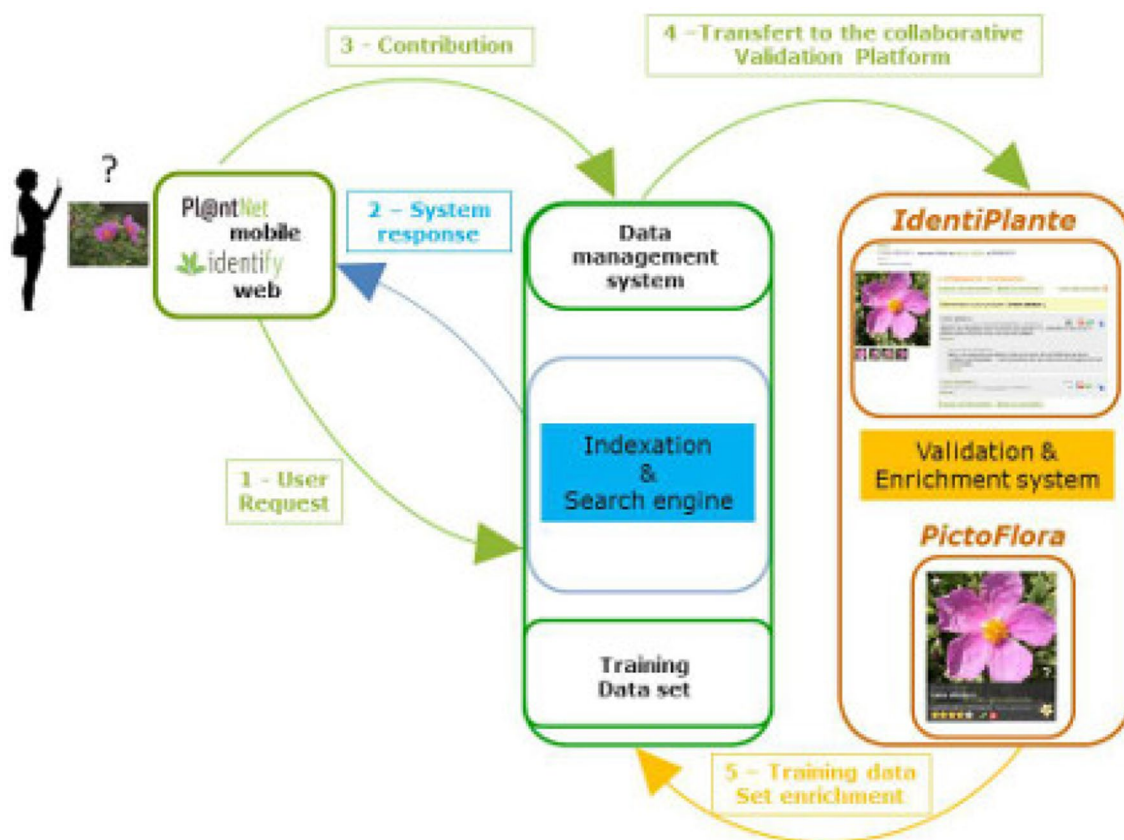 3 - Contribution
4 –Transfert to the collaborative
Validation Platform
?
Pl@ntNet
mobile
identify
web
2 – System
response
Data
management
system
IdentiPlante
1 - User
Request
Indexation
&
Search engine
Validation &
Enrichment system
PictoFlora
Training
Data set
5 – Training data
Set enrichment